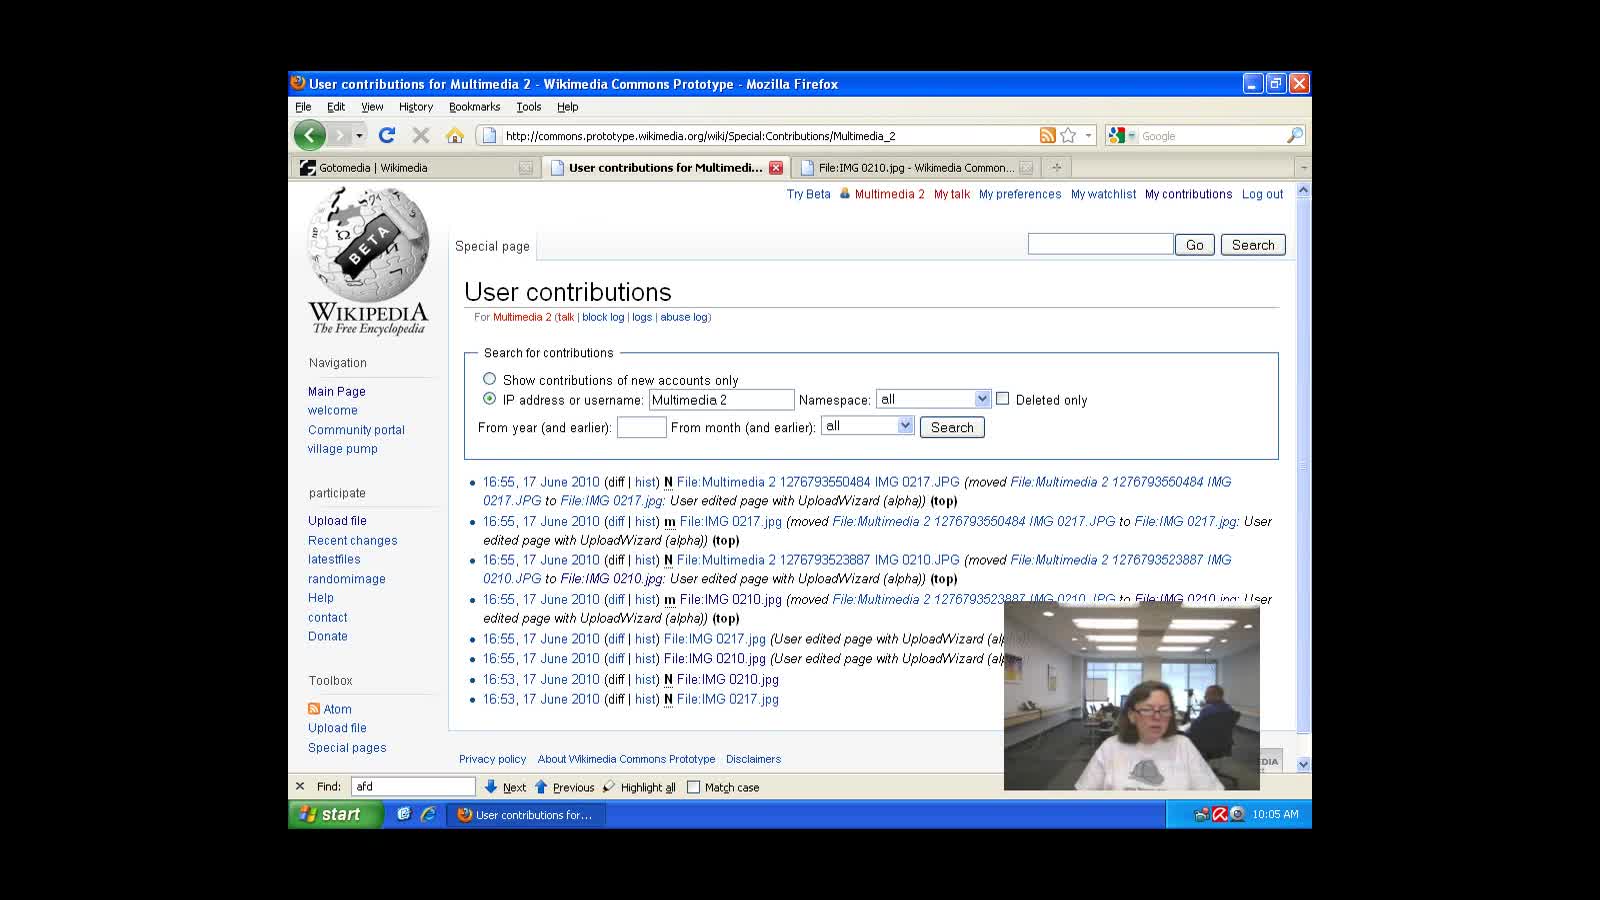 User contributions for Multimedia 2 - Wikimedia Commons Prototype - Mozilla Firefox
File Edit View History Bookmarks Tools Help
http://commons.prototype.wikimedia.org/wiki/Special:Contributions/Multimedia_2 Google
Gotomedia | Wikimedia User contributions for Multimedi... File:IMG 0210.jpg - Wikimedia Common...
Try Beta Multimedia 2 My talk My preferences My watchlist My contributions Log out
BETA
WIKIPEDIA
The Free Encyclopedia
Special page Go Search
User contributions
For Multimedia 2 (talk | block log | logs | abuse log)
Search for contributions
Show contributions of new accounts only
IP address or username: Multimedia 2 Namespace: all Deleted only
From year (and earlier): From month (and earlier): all Search
16:55, 17 June 2010 (diff | hist) N File:Multimedia 2 1276793550484 IMG 0217.JPG (moved File:Multimedia 2 1276793550484 IMG
0217.JPG to File:IMG 0217.jpg: User edited page with UploadWizard (alpha)) (top)
16:55, 17 June 2010 (diff | hist) m File:IMG 0217.jpg (moved File:Multimedia 2 1276793550484 IMG 0217.JPG to File:IMG 0217.jpg: User
edited page with UploadWizard (alpha)) (top)
16:55, 17 June 2010 (diff | hist) N File:Multimedia 2 1276793523887 IMG 0210.JPG (moved File:Multimedia 2 1276793523887 IMG
0210.JPG to File:IMG 0210.jpg: User edited page with UploadWizard (alpha)) (top)
16:55, 17 June 2010 (diff | hist) m File:IMG 0210.jpg (moved File:Multimedia 2 1276793523887 IMG 0210.JPG to File:IMG 0210.jpg: User
edited page with UploadWizard (alpha)) (top)
16:55, 17 June 2010 (diff | hist) File:IMG 0217.jpg (User edited page with UploadWizard
16:55, 17 June 2010 (diff | hist) File:IMG 0210.jpg (User edited page with UploadWizard
16:53, 17 June 2010 (diff | hist) N File:IMG 0210.jpg
16:53, 17 June 2010 (diff | hist) N File:IMG 0217.jpg
Navigation
Main Page
welcome
Community portal
village pump
participate
Upload file
Recent changes
latestfiles
randomimage
Help
contact
Donate
Toolbox
Atom
Upload file
Special pages
Privacy policy About Wikimedia Commons Prototype Disclaimers
Find: afd Next Previous Highlight all Match case
start User contributions for... 10:05 AM